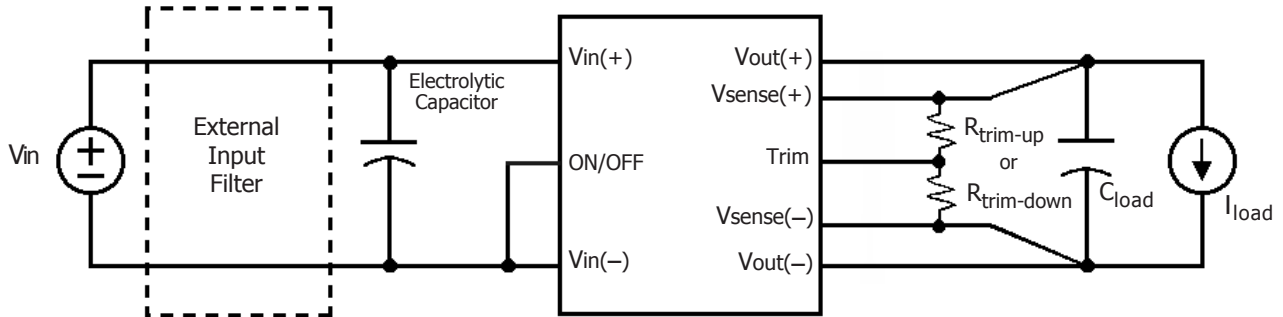 Vin
External
Input
Filter
Electrolytic
Capacitor
Vin(+)
ON/OFF
Vin(−)
Vout(+)
Vsense(+)
Trim
Vsense(−)
Vout(−)
Rtrim-up
or
Rtrim-down
Cload
Iload